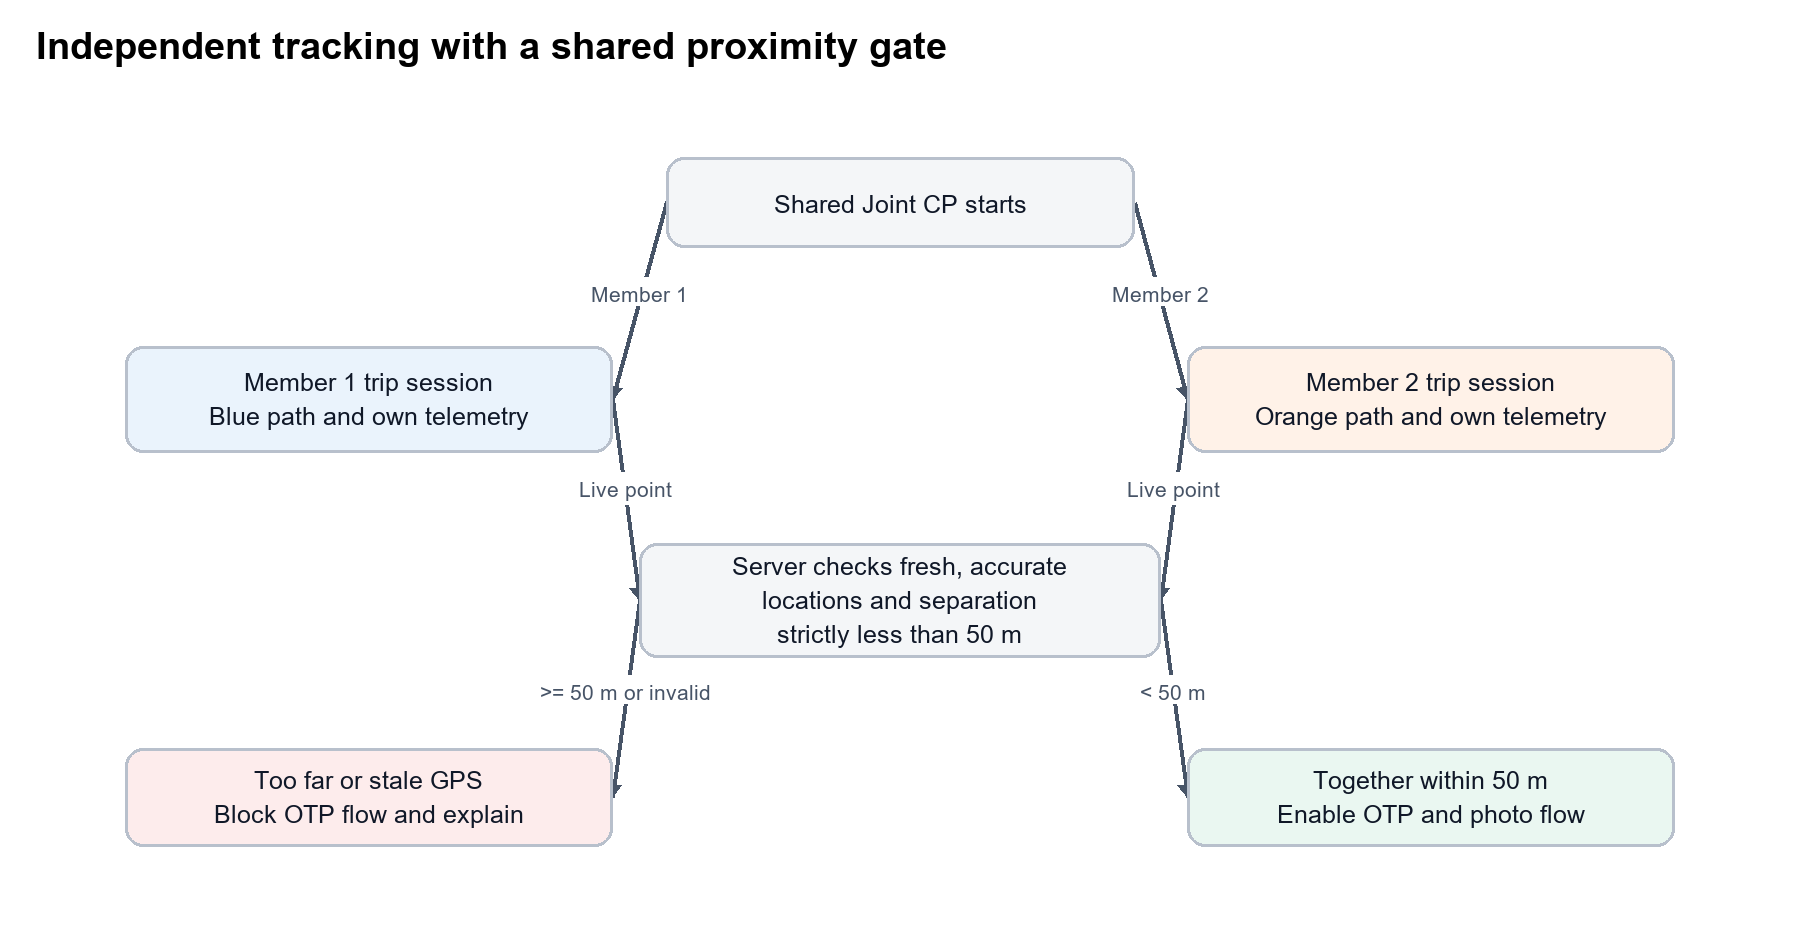 Independent tracking with a shared proximity gate
Shared Joint CP starts
Member 1
Member 2
Member 1 trip session
Blue path and own telemetry
Member 2 trip session
Orange path and own telemetry
Live point
Live point
Server checks fresh, accurate
locations and separation
strictly less than 50 m
>= 50 m or invalid
< 50 m
Too far or stale GPS
Block OTP flow and explain
Together within 50 m
Enable OTP and photo flow